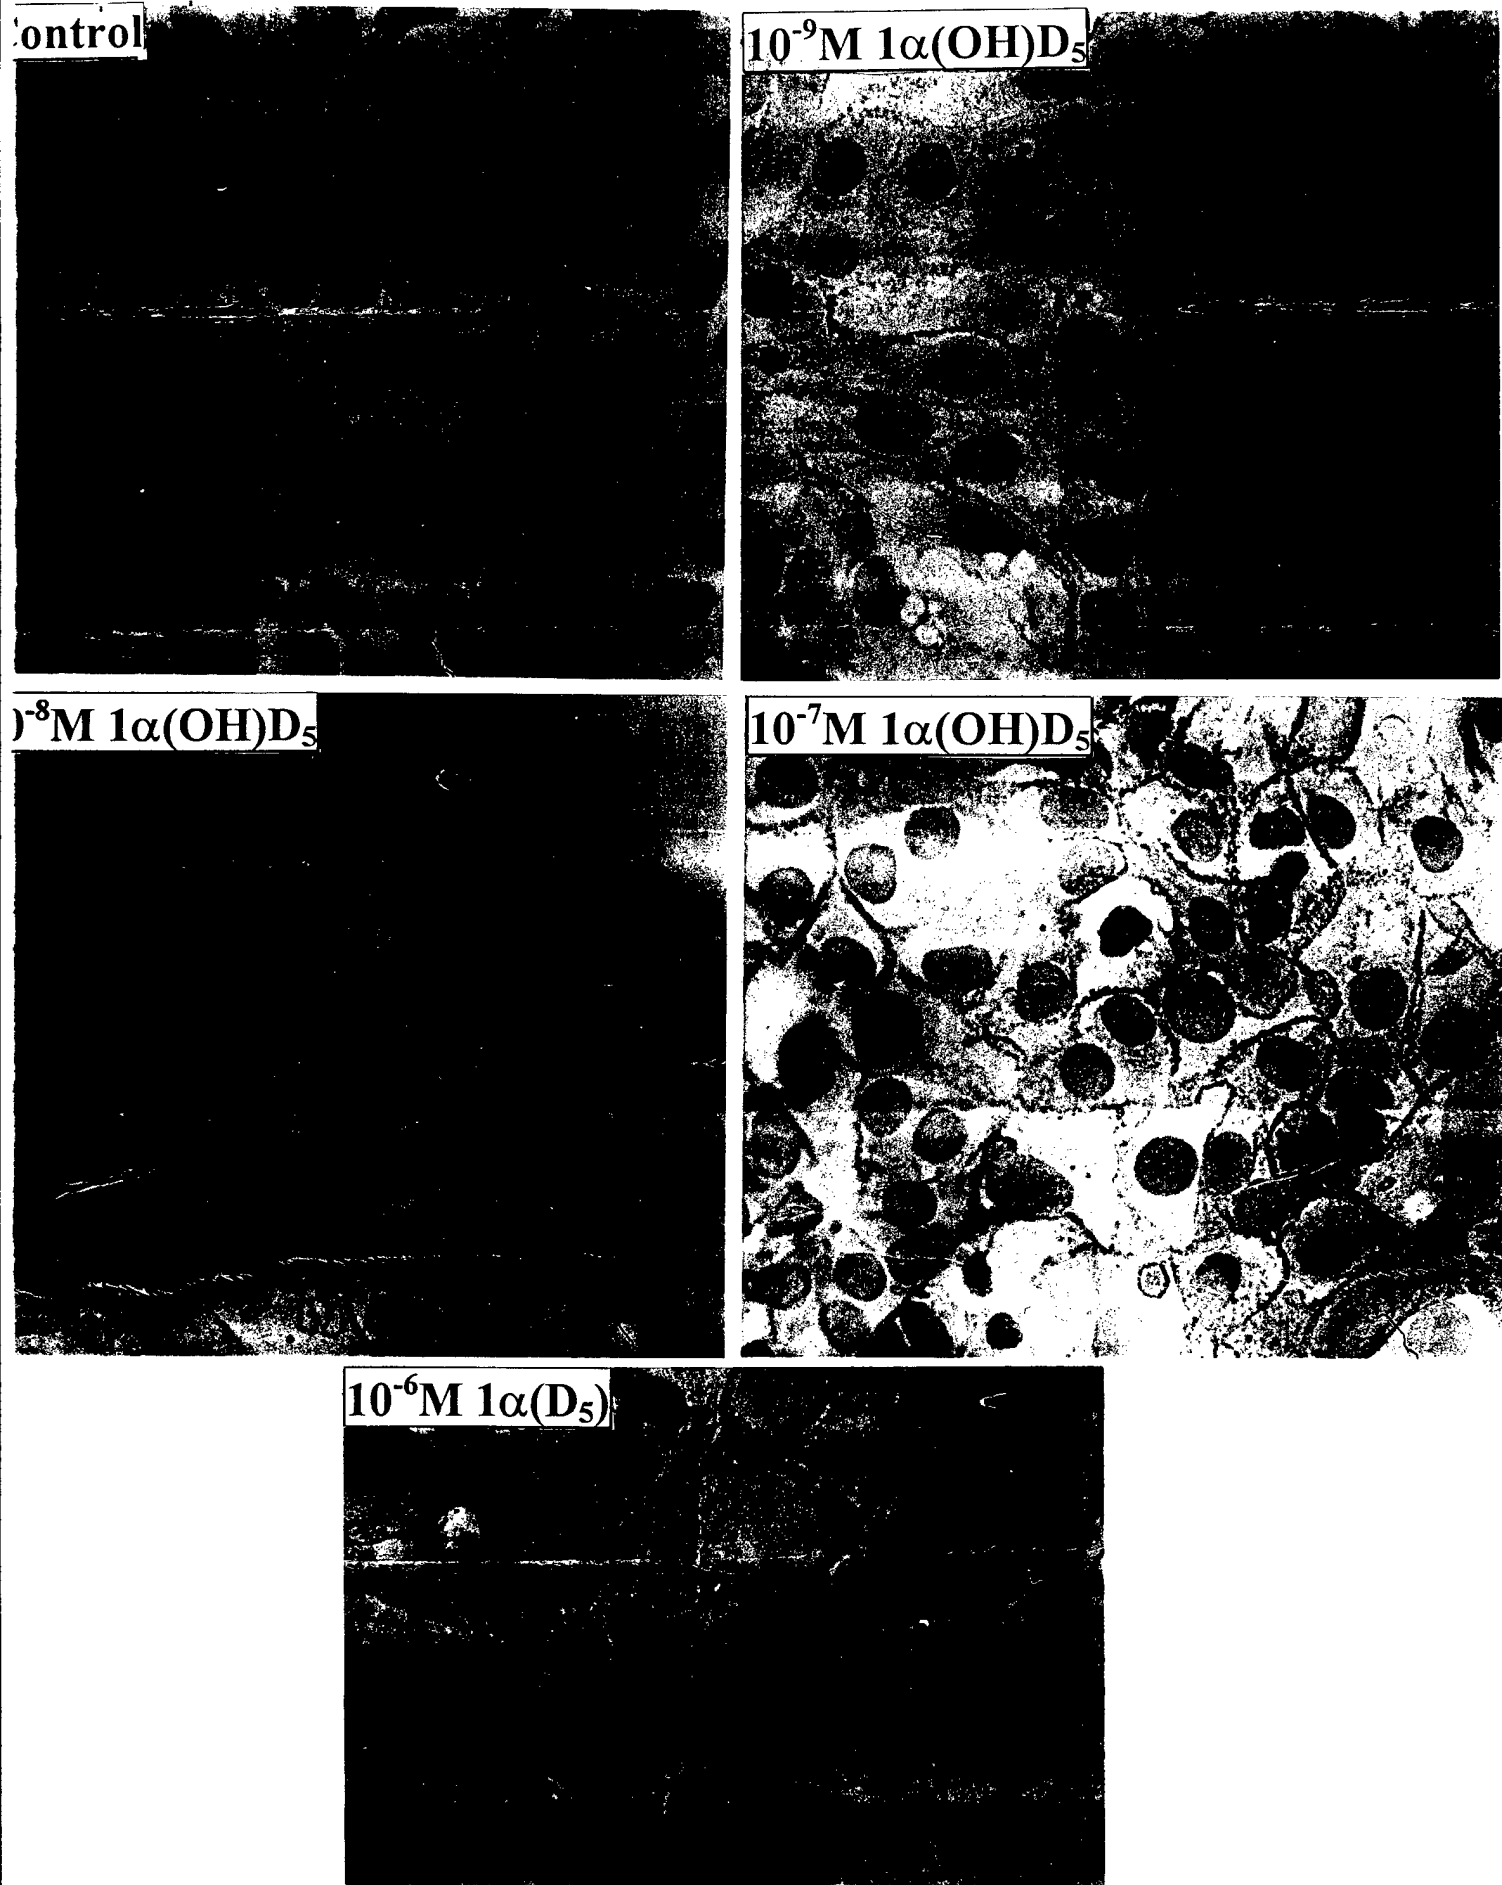 ontrol
10⁻⁹M 1α(OH)D₅
)⁻⁸M 1α(OH)D₅
10⁻⁷M 1α(OH)D₅
10⁻⁶M 1α(D₅)